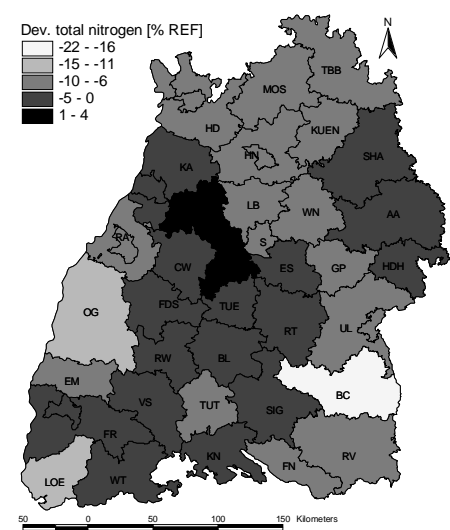 Dev. total nitrogen [% REF]
-22 - -16
-15 - -11
-10 - -6
-5 - 0
1 - 4
N
TBB
MOS
HD
KUEN
HN
SHA
KA
LB
WN
AA
RA
S
CW
ES
GP
HDH
OG
FDS
TUE
RT
UL
RW
BL
EM
BC
VS
TUT
SIG
FR
LOE
WT
KN
FN
RV
50 0 50 100 150 Kilometers